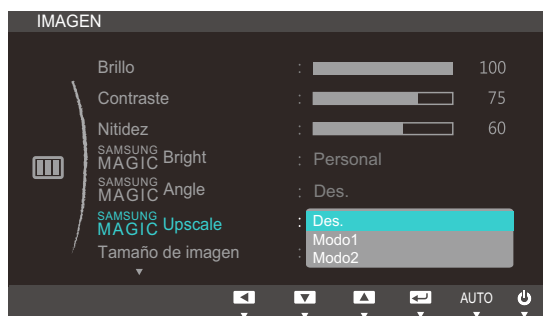 IMAGEN
Brillo : 100
Contraste : 75
Nitidez : 60
SAMSUNG MAGIC Bright : Personal
SAMSUNG MAGIC Angle : Des.
SAMSUNG MAGIC Upscale : Des.
Modo1
Tamaño de imagen : Modo2
AUTO